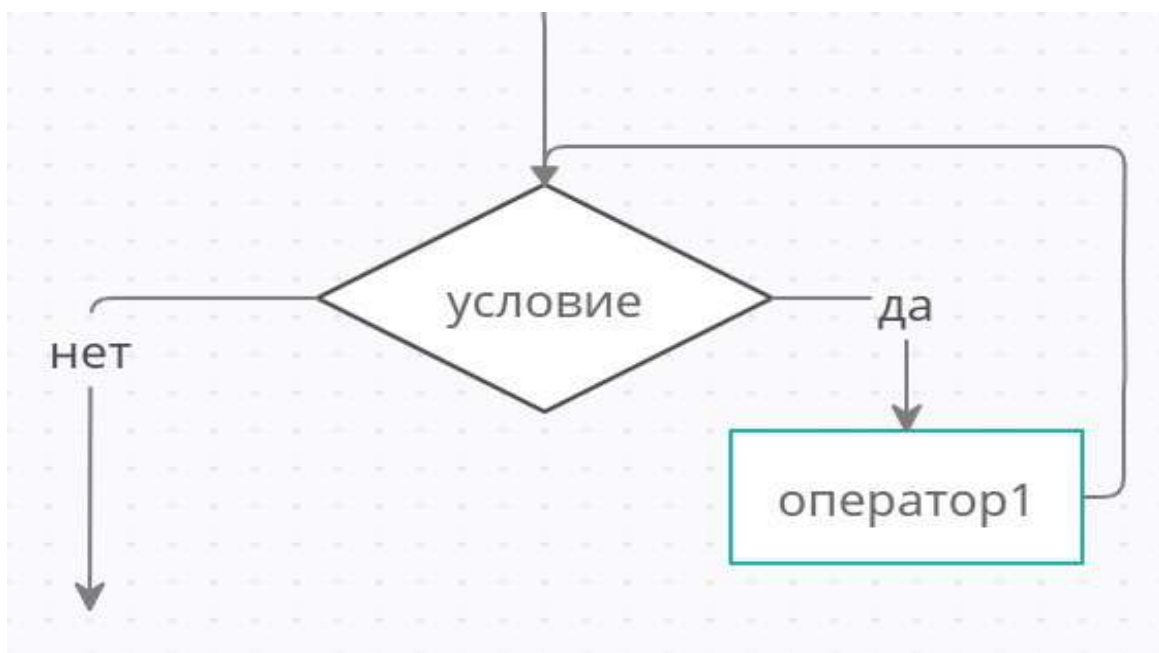 условие
да
нет
оператор1